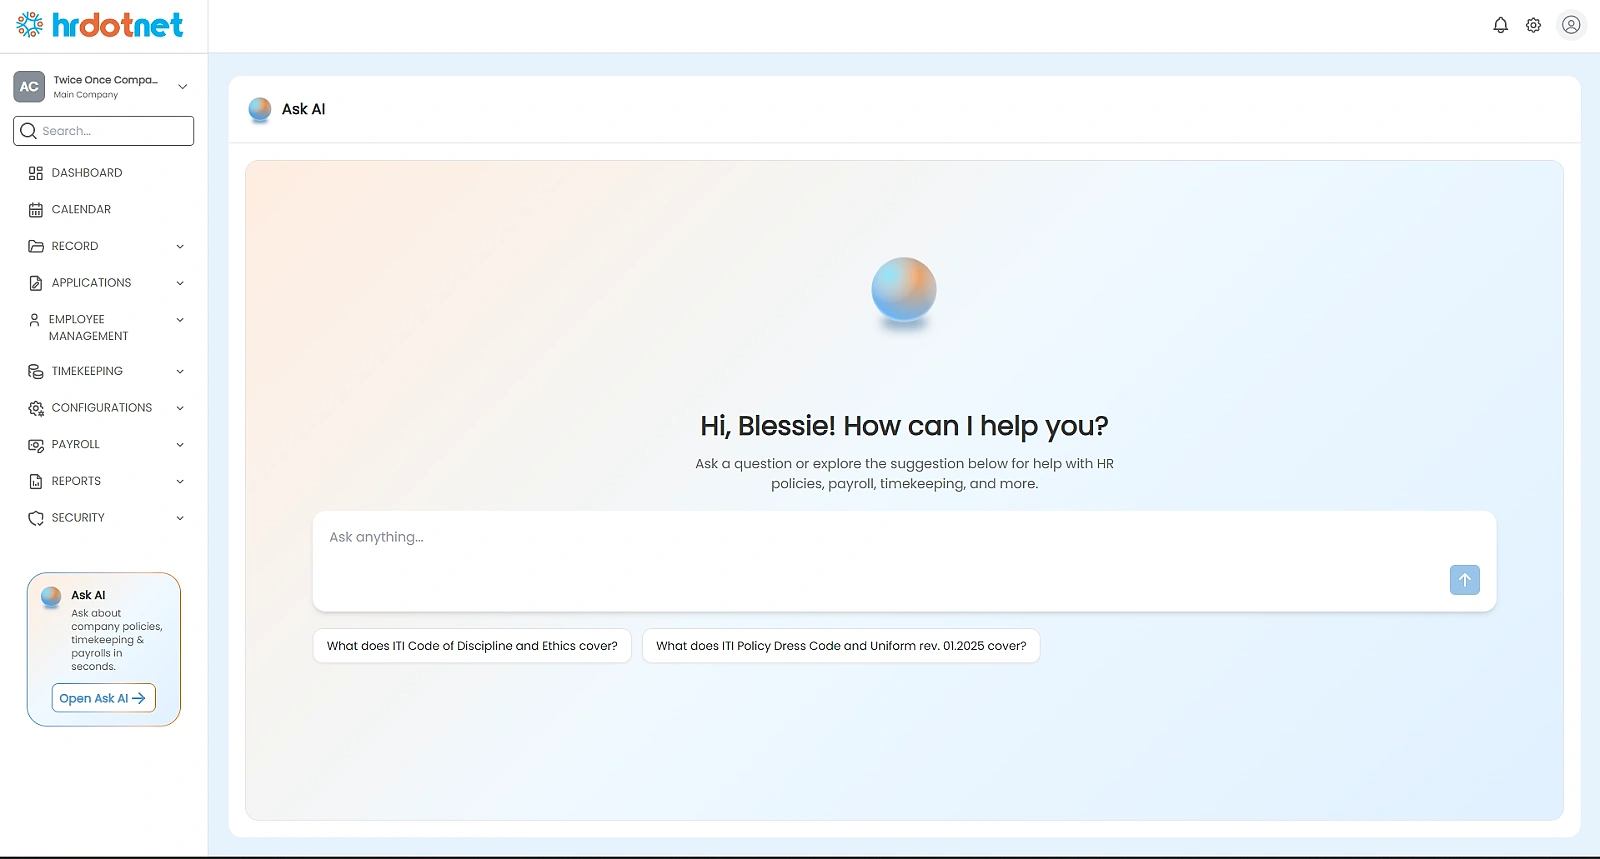 hrdotnet
AC
Twice Once Compa...
Main Company
Search...
DASHBOARD
CALENDAR
RECORD
APPLICATIONS
EMPLOYEE
MANAGEMENT
TIMEKEEPING
CONFIGURATIONS
PAYROLL
REPORTS
SECURITY
Ask AI
Ask about
company policies,
timekeeping &
payrolls in
seconds.
Open Ask AI
Ask AI
Hi, Blessie! How can I help you?
Ask a question or explore the suggestion below for help with HR
policies, payroll, timekeeping, and more.
Ask anything...
What does ITI Code of Discipline and Ethics cover?
What does ITI Policy Dress Code and Uniform rev. 01.2025 cover?